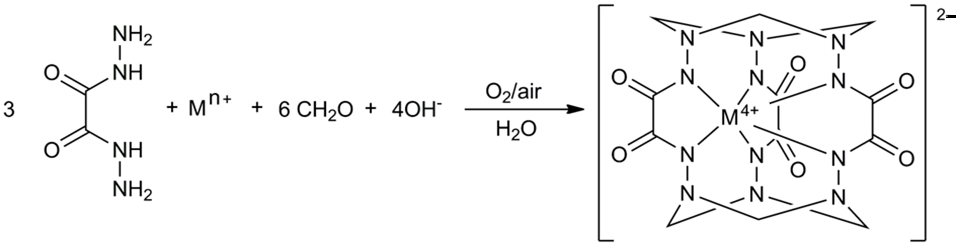 3
NH2
NH
O
O
NH
NH2
+ Mn+ + 6 CH2O + 4OH-
O2/air
H2O
2–
N N N
O N N O N O
M4+
O N N O N O
N N N